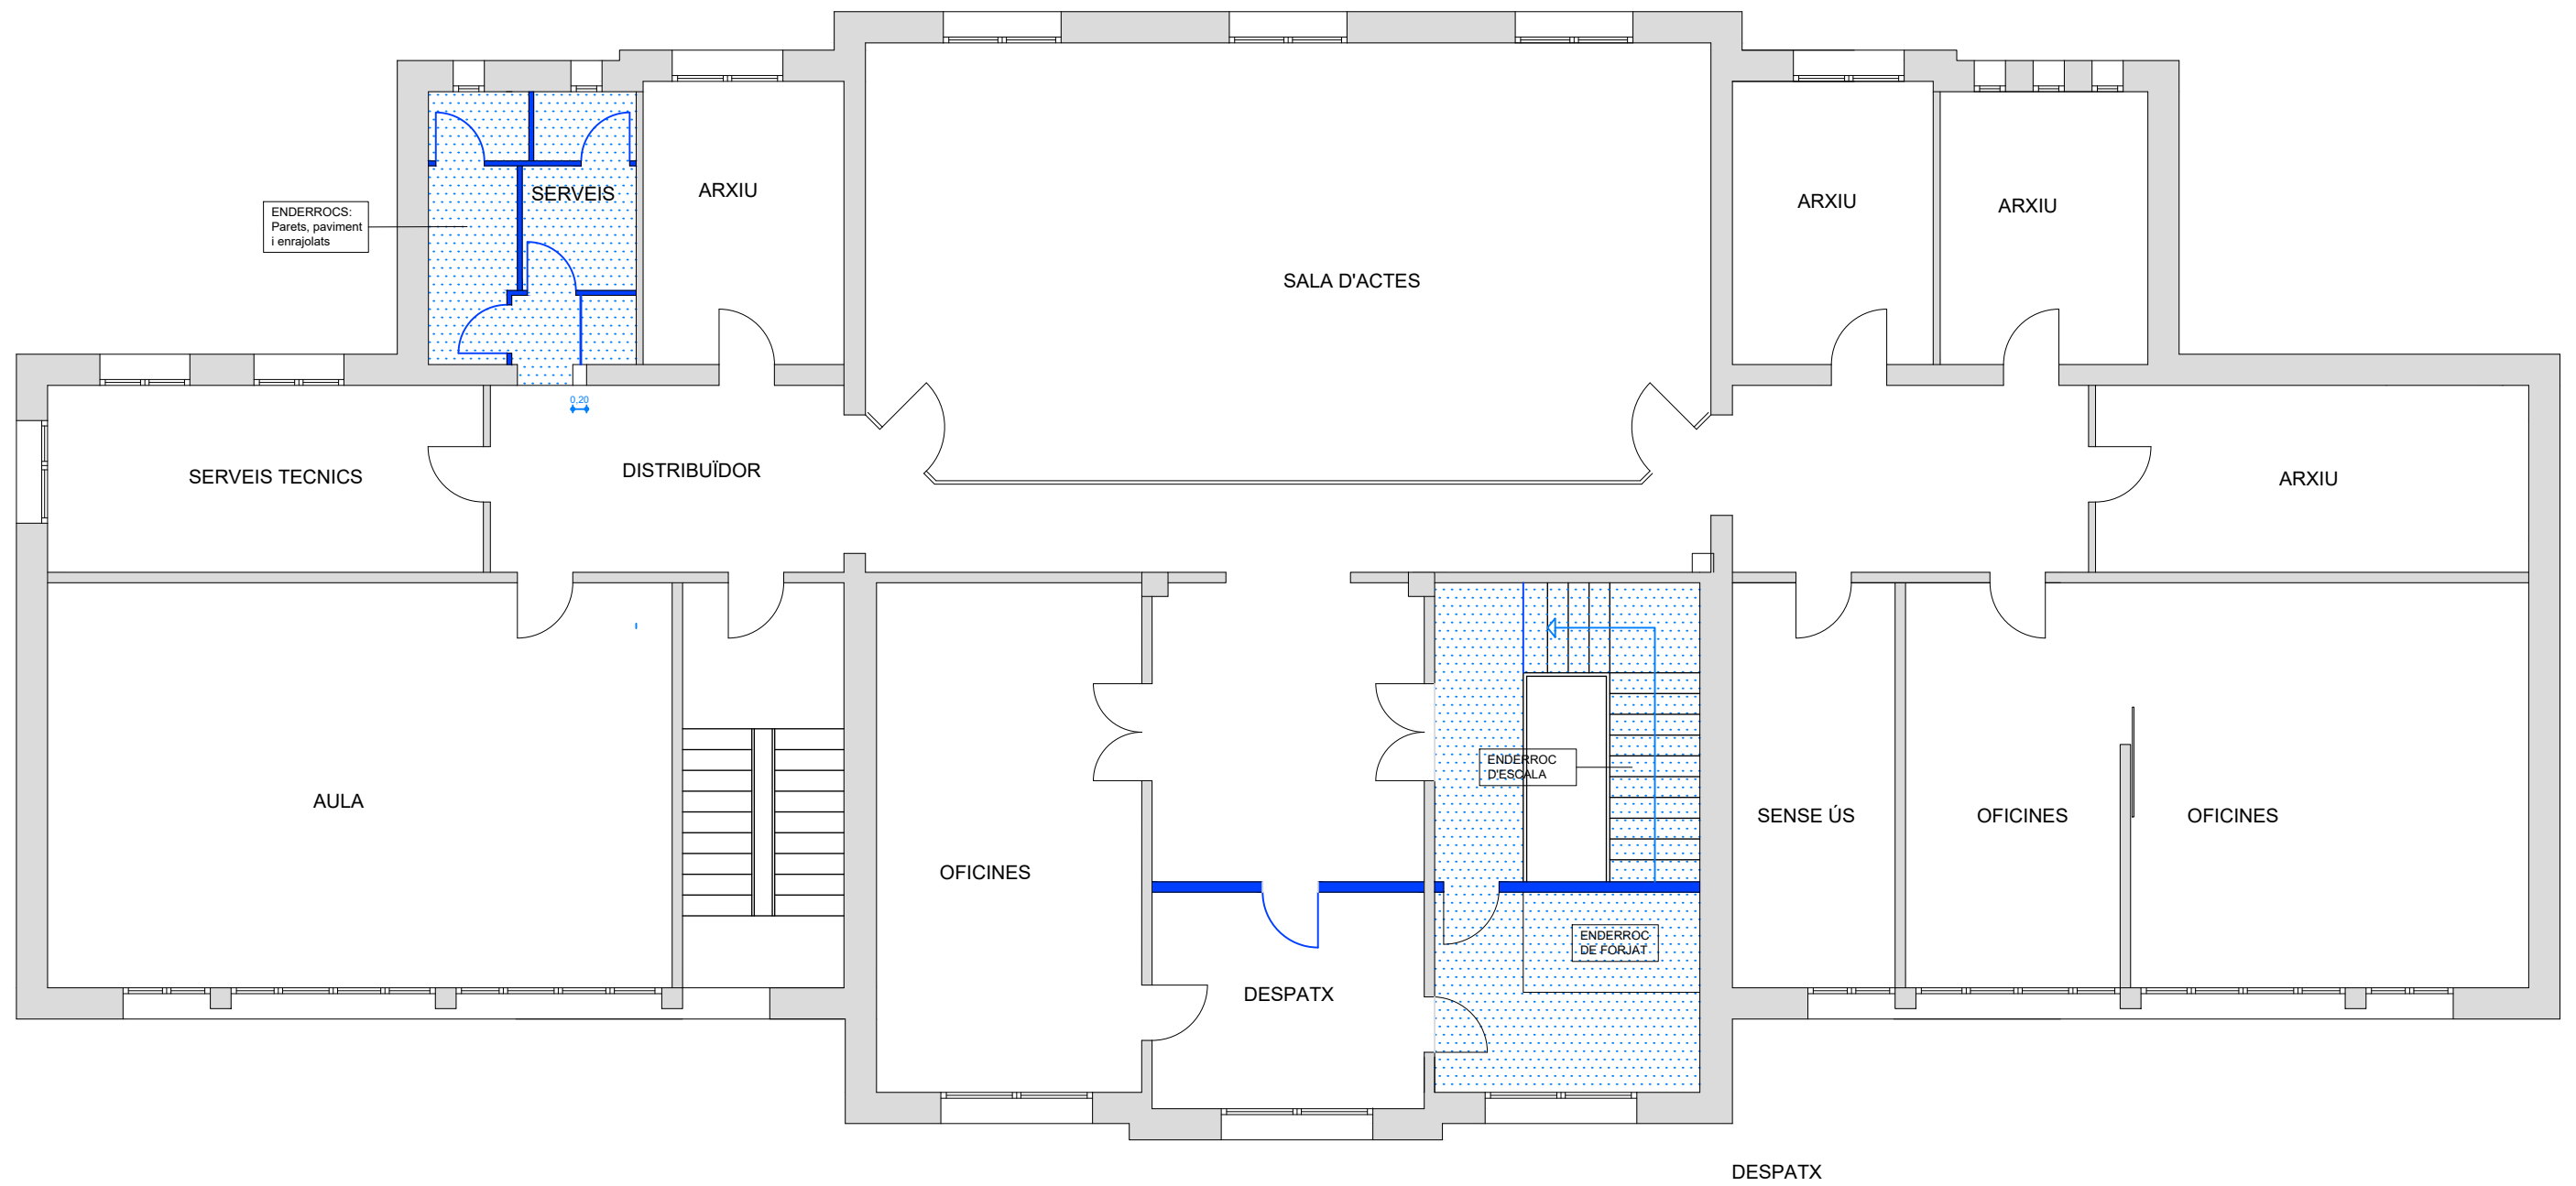 SERVEIS
ARXIU
ENDERROCS:
Parets, paviment
i enrajolats
ARXIU
ARXIU
SALA D'ACTES
0,20
SERVEIS TECNICS
DISTRIBUÏDOR
ARXIU
ENDERROC
D'ESCALA
AULA
SENSE ÚS
OFICINES
OFICINES
OFICINES
ENDERROC
DE FORJAT
DESPATX
DESPATX